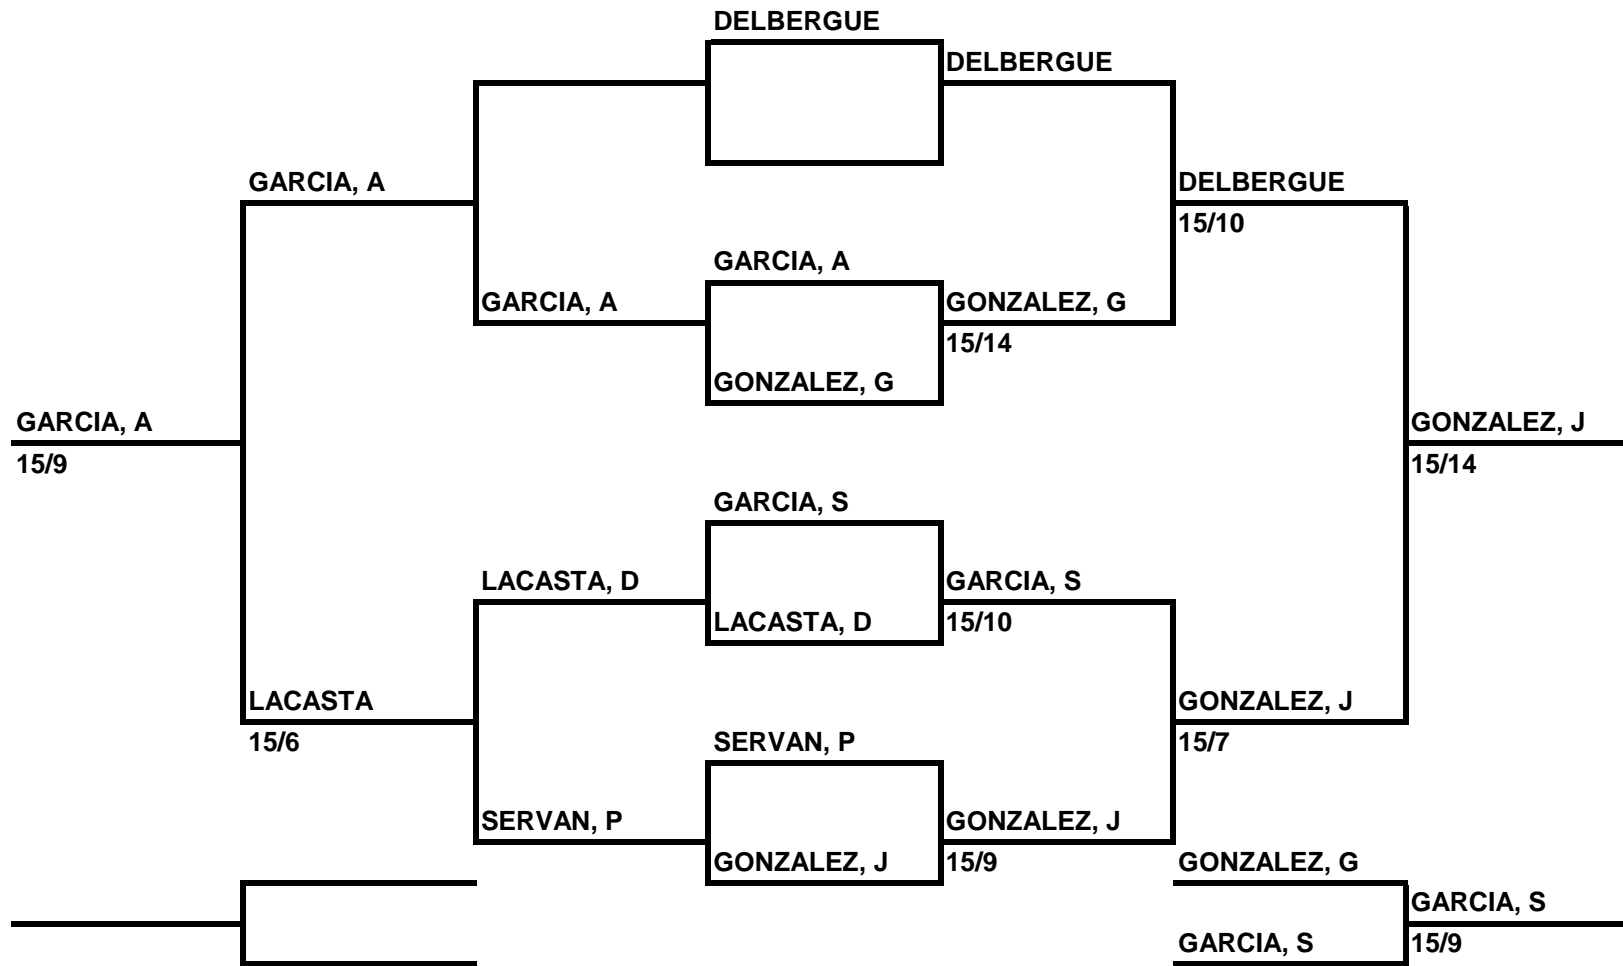 DELBERGUE
DELBERGUE
GARCIA, A
DELBERGUE
15/10
GARCIA, A
GARCIA, A
GONZALEZ, G
15/14
GONZALEZ, G
GARCIA, A
15/9
GONZALEZ, J
15/14
GARCIA, S
LACASTA, D
GARCIA, S
LACASTA, D
15/10
LACASTA
15/6
GONZALEZ, J
15/7
SERVAN, P
SERVAN, P
GONZALEZ, J
GONZALEZ, J
15/9
GONZALEZ, G
GARCIA, S
GARCIA, S
15/9